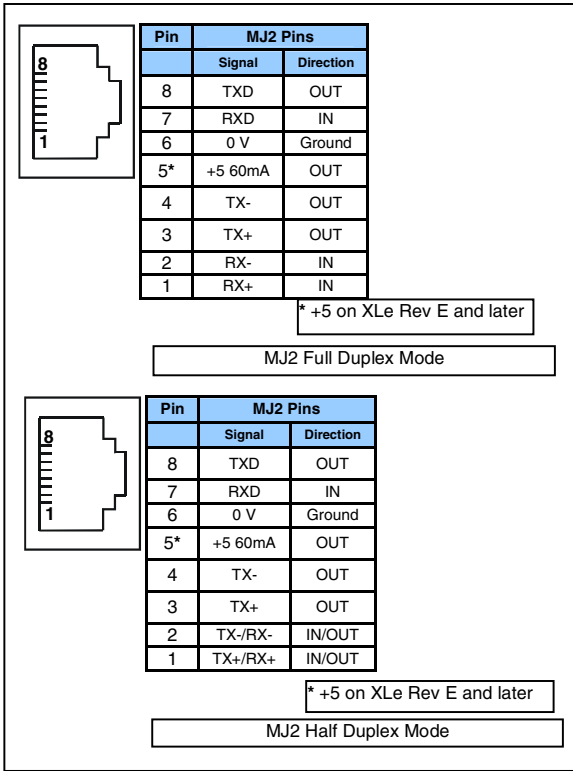 8
1
Pin MJ2 Pins
Signal Direction
8 TXD OUT
7 RXD IN
6 0 V Ground
5* +5 60mA OUT
4 TX- OUT
3 TX+ OUT
2 RX- IN
1 RX+ IN
* +5 on XLe Rev E and later
MJ2 Full Duplex Mode
8
1
Pin MJ2 Pins
Signal Direction
8 TXD OUT
7 RXD IN
6 0 V Ground
5* +5 60mA OUT
4 TX- OUT
3 TX+ OUT
2 TX-/RX- IN/OUT
1 TX+/RX+ IN/OUT
* +5 on XLe Rev E and later
MJ2 Half Duplex Mode